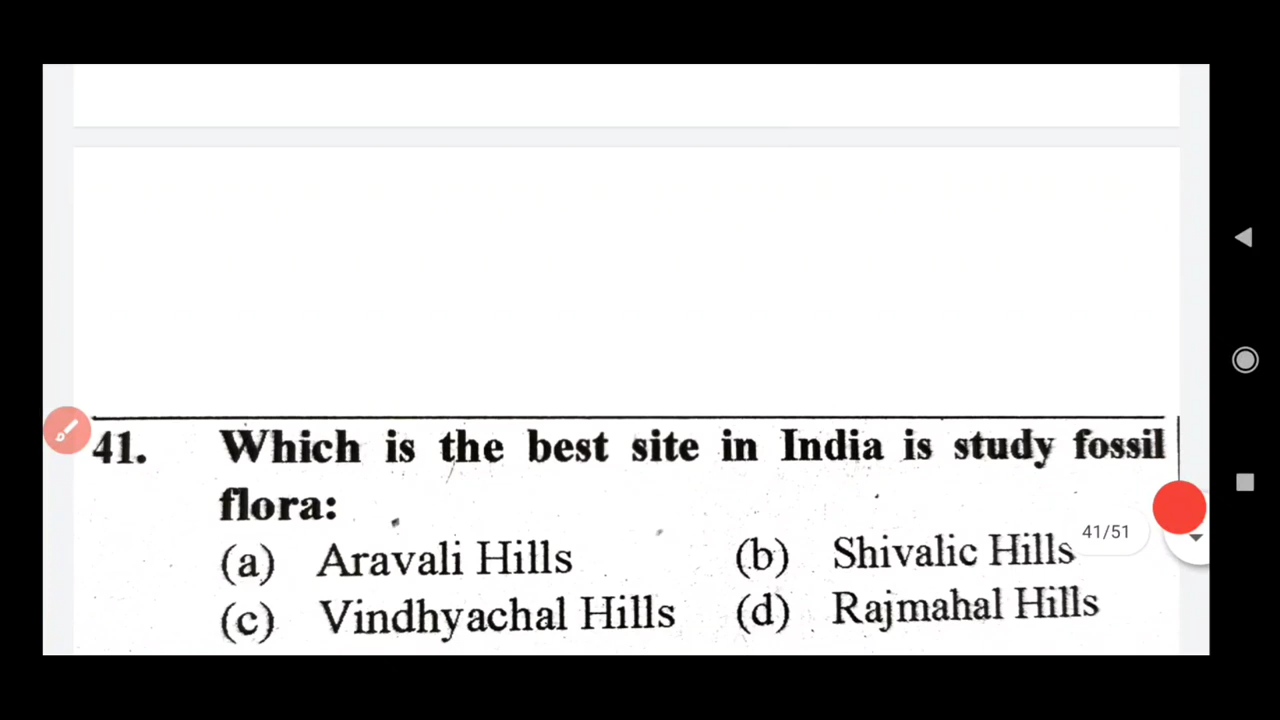 41. Which is the best site in India is study fossil
flora:
(a) Aravali Hills (b) Shivalic Hills
(c) Vindhyachal Hills (d) Rajmahal Hills
41/51